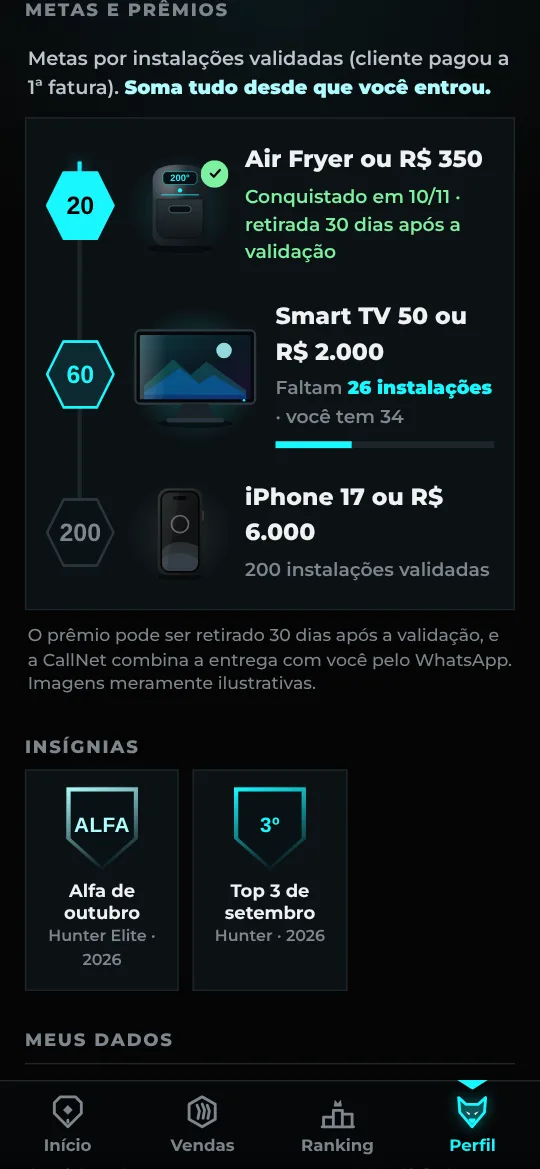 METAS E PRÊMIOS
Metas por instalações validadas (cliente pagou a
1ª fatura). Soma tudo desde que você entrou.
20
200°
Air Fryer ou R$ 350
Conquistado em 10/11 ·
retirada 30 dias após a
validação
60
Smart TV 50 ou
R$ 2.000
Faltam 26 instalações
· você tem 34
200
iPhone 17 ou R$
6.000
200 instalações validadas
O prêmio pode ser retirado 30 dias após a validação, e
a CallNet combina a entrega com você pelo WhatsApp.
Imagens meramente ilustrativas.
INSÍGNIAS
ALFA
Alfa de
outubro
Hunter Elite ·
2026
3º
Top 3 de
setembro
Hunter · 2026
MEUS DADOS
Início
Vendas
Ranking
Perfil